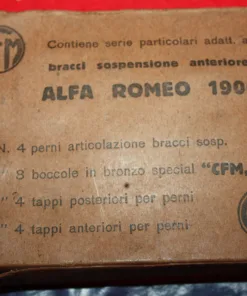 CFM
Contiene serie particolari adatt. a
bracci sospensione anteriore
ALFA ROMEO 190
N. 4 perni articolazione bracci sosp.
" 8 boccole in bronzo special "CFM.
" 4 tappi posteriori per perni
" 4 tappi anteriori per perni